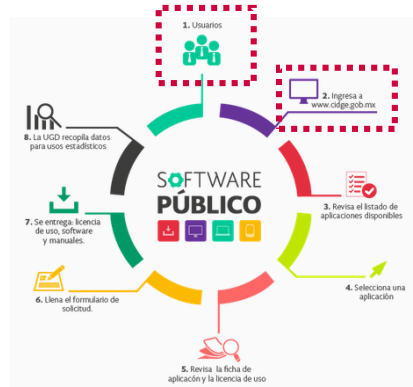 1. Usuarios
2. Ingresa a
www.cidge.gob.mx
3. Revisa el listado de
aplicaciones disponibles
4. Selecciona una
aplicación
5. Revisa la ficha de
aplicacón y la licencia de uso
6. Llena el formulario de
solicitud.
7. Se entrega: licencia
de uso, software
y manuales.
8. La UGD recopila datos
para usos estadísticos
SOFTWARE
PÚBLICO